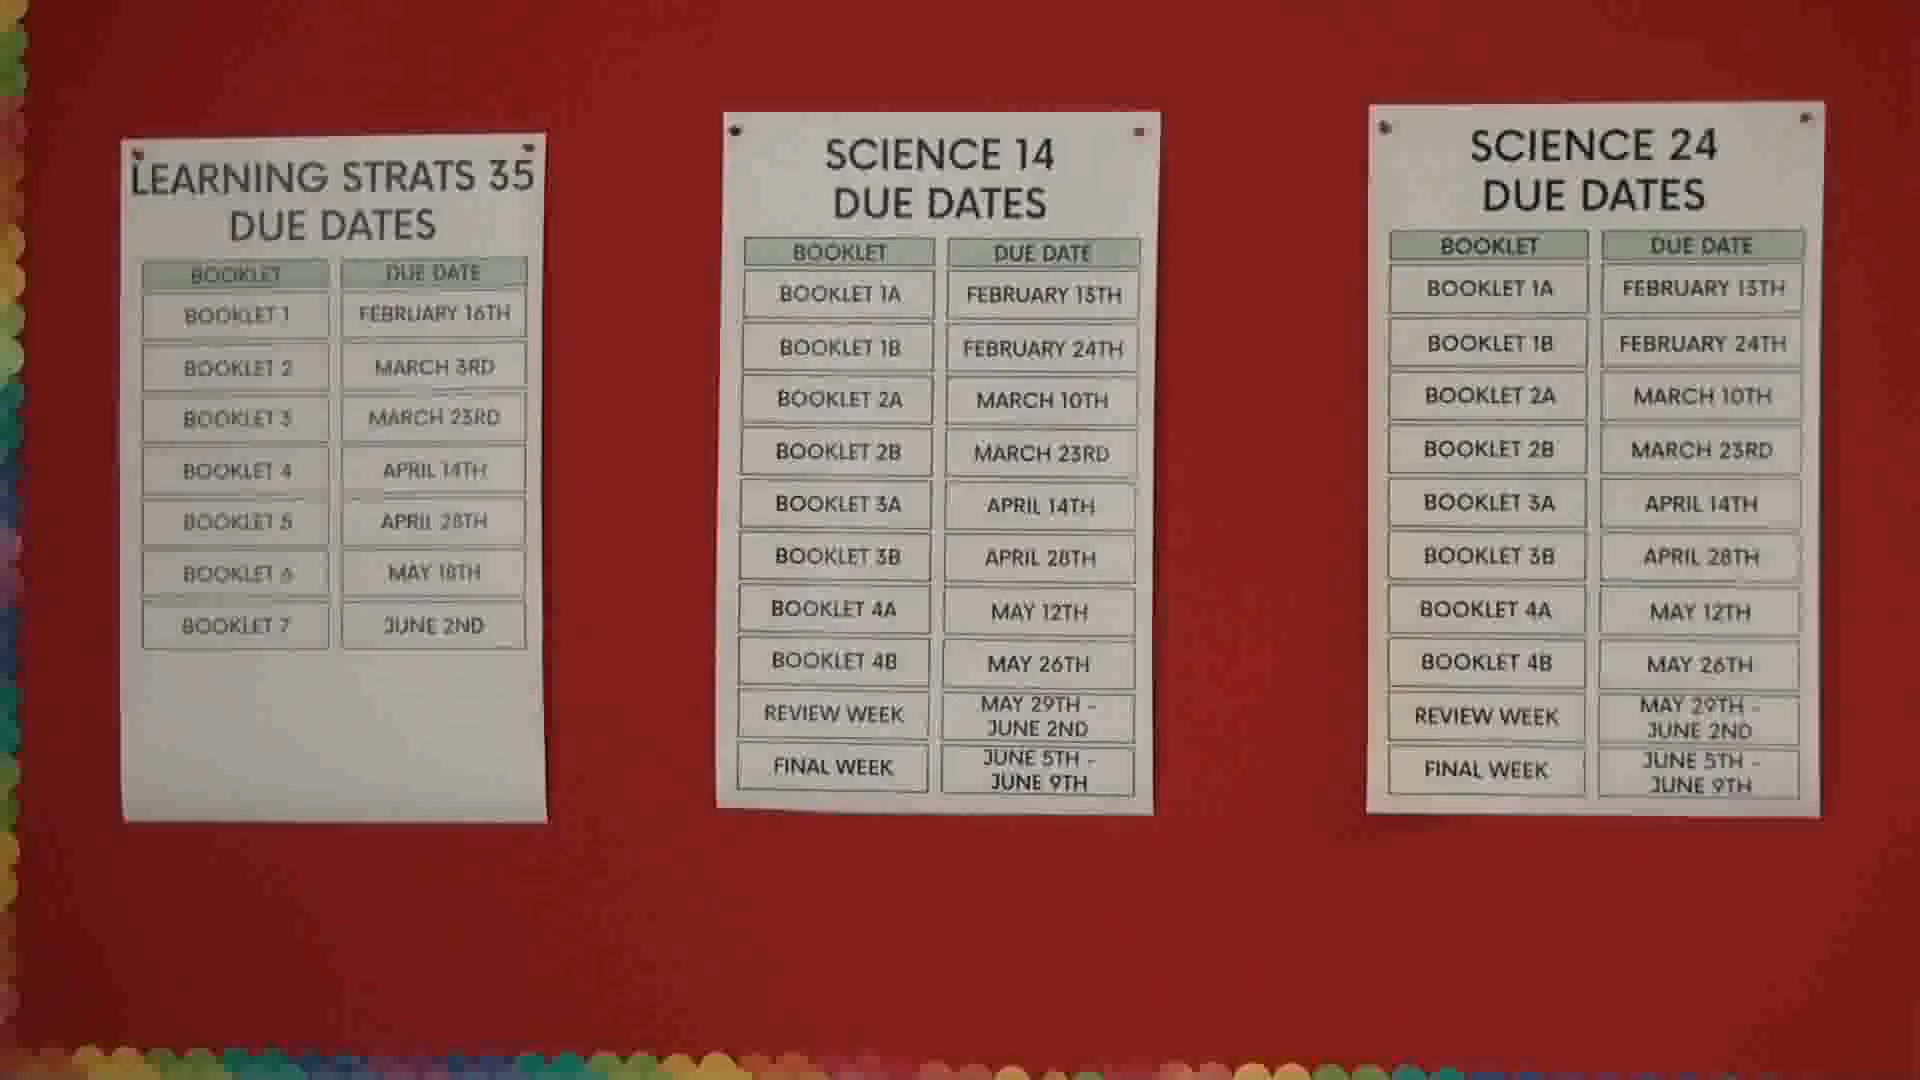 LEARNING STRATS 35
DUE DATES
BOOKLET DUE DATE
BOOKLET 1 FEBRUARY 16TH
BOOKLET 2 MARCH 3RD
BOOKLET 3 MARCH 23RD
BOOKLET 4 APRIL 14TH
BOOKLET 5 APRIL 28TH
BOOKLET 6 MAY 18TH
BOOKLET 7 JUNE 2ND
SCIENCE 14
DUE DATES
BOOKLET DUE DATE
BOOKLET 1A FEBRUARY 13TH
BOOKLET 1B FEBRUARY 24TH
BOOKLET 2A MARCH 10TH
BOOKLET 2B MARCH 23RD
BOOKLET 3A APRIL 14TH
BOOKLET 3B APRIL 28TH
BOOKLET 4A MAY 12TH
BOOKLET 4B MAY 26TH
REVIEW WEEK MAY 29TH -
JUNE 2ND
FINAL WEEK JUNE 5TH -
JUNE 9TH
SCIENCE 24
DUE DATES
BOOKLET DUE DATE
BOOKLET 1A FEBRUARY 13TH
BOOKLET 1B FEBRUARY 24TH
BOOKLET 2A MARCH 10TH
BOOKLET 2B MARCH 23RD
BOOKLET 3A APRIL 14TH
BOOKLET 3B APRIL 28TH
BOOKLET 4A MAY 12TH
BOOKLET 4B MAY 26TH
REVIEW WEEK MAY 29TH -
JUNE 2ND
FINAL WEEK JUNE 5TH -
JUNE 9TH